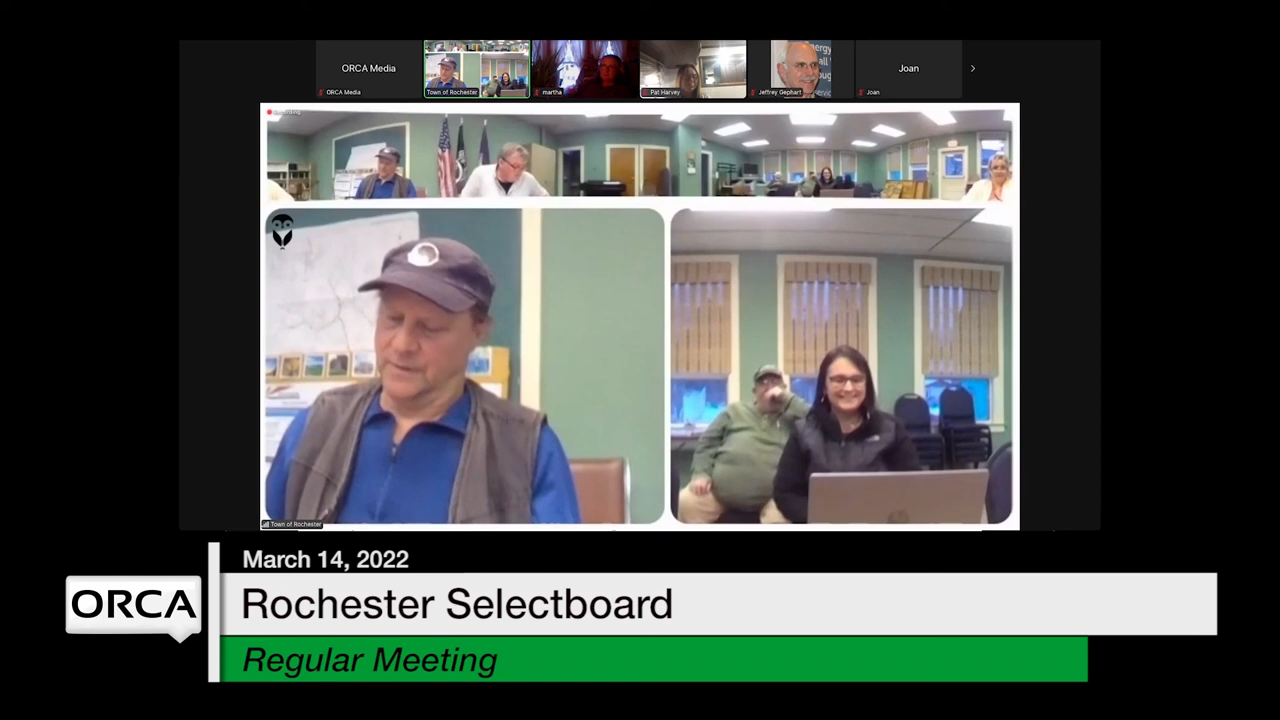 ORCA Media
Joan
ORCA Media
Town of Rochester
martha
Pat Harvey
Jeffrey Gephart
Joan
Town of Rochester
March 14, 2022
ORCA
Rochester Selectboard
Regular Meeting